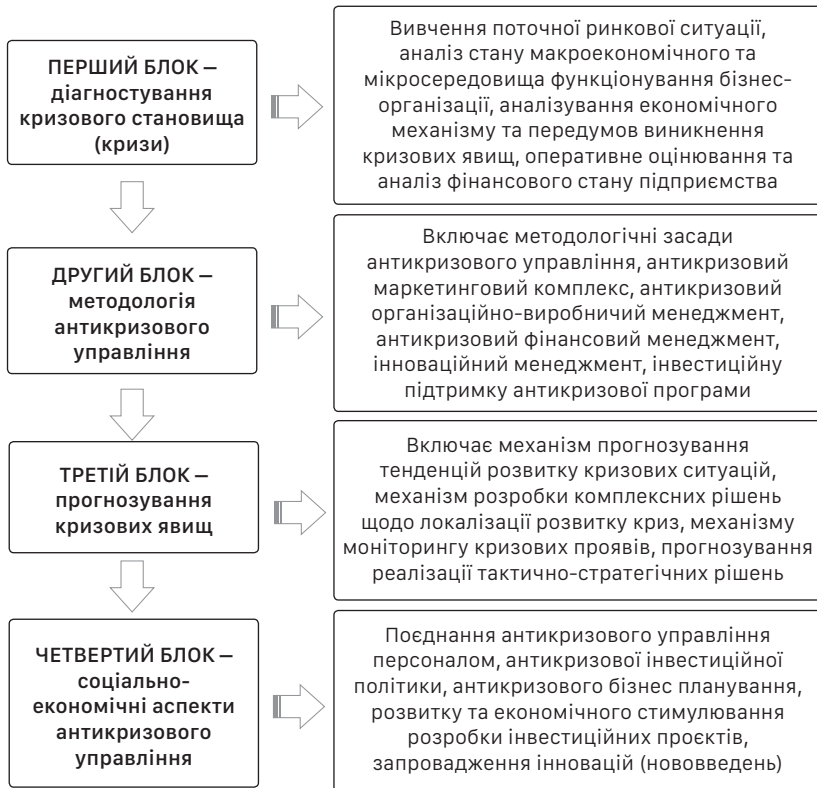 ПЕРШИЙ БЛОК –
діагностування
кризового становища
(кризи)
Вивчення поточної ринкової ситуації,
аналіз стану макроекономічного та
мікросередовища функціонування бізнес-
організації, аналізування економічного
механізму та передумов виникнення
кризових явищ, оперативне оцінювання та
аналіз фінансового стану підприємства
ДРУГИЙ БЛОК –
методологія
антикризового
управління
Включає методологічні засади
антикризового управління, антикризовий
маркетинговий комплекс, антикризовий
організаційно-виробничий менеджмент,
антикризовий фінансовий менеджмент,
інноваційний менеджмент, інвестиційну
підтримку антикризової програми
ТРЕТІЙ БЛОК –
прогнозування
кризових явищ
Включає механізм прогнозування
тенденцій розвитку кризових ситуацій,
механізм розробки комплексних рішень
щодо локалізації розвитку криз, механізму
моніторингу кризових проявів, прогнозування
реалізації тактично-стратегічних рішень
ЧЕТВЕРТИЙ БЛОК –
соціально-
економічні аспекти
антикризового
управління
Поєднання антикризового управління
персоналом, антикризової інвестиційної
політики, антикризового бізнес планування,
розвитку та економічного стимулювання
розробки інвестиційних проєктів,
запровадження інновацій (нововведень)